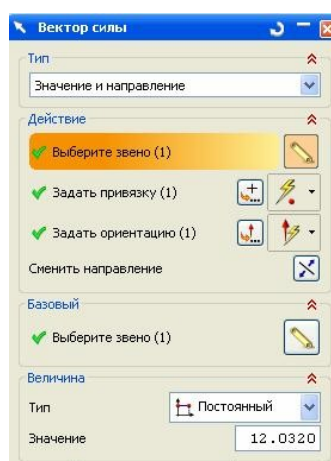 Вектор силы
Тип
Значение и направление
Действие
Выберите звено (1)
Задать привязку (1)
Задать ориентацию (1)
Сменить направление
Базовый
Выберите звено (1)
Величина
Тип Постоянный
Значение 12.0320